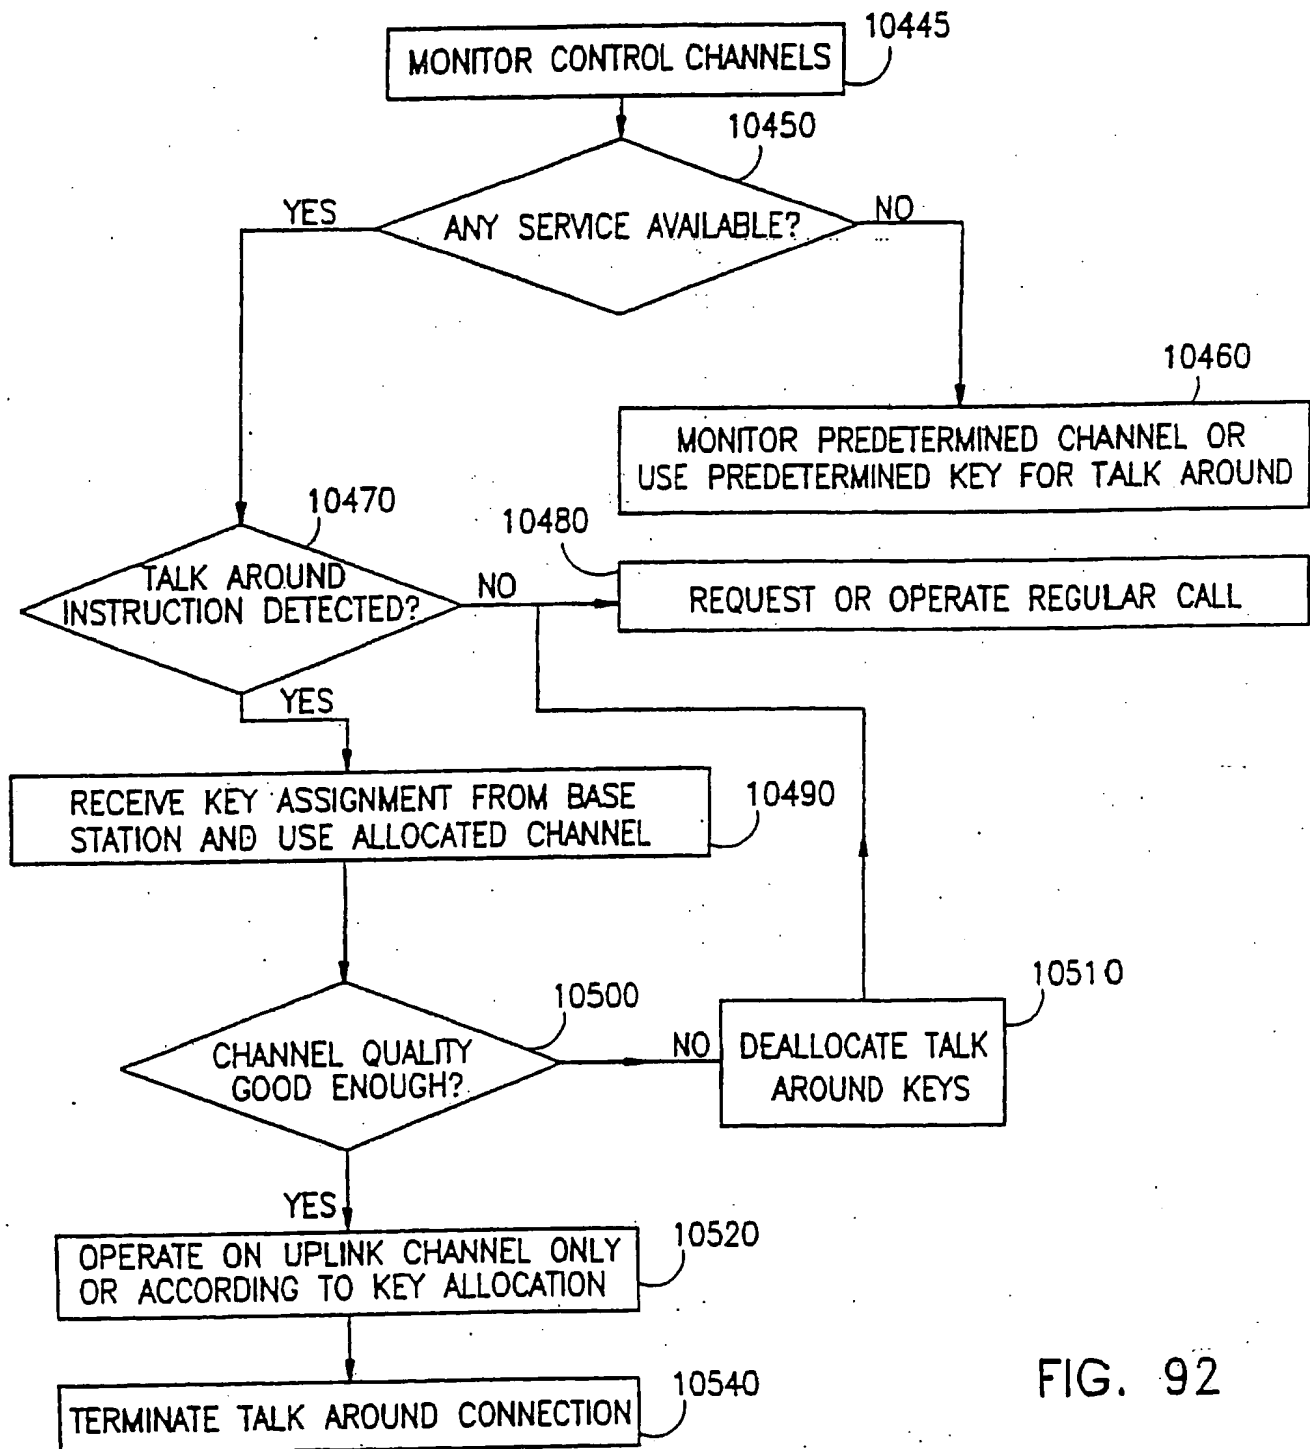 10445
MONITOR CONTROL CHANNELS
10450
YES
ANY SERVICE AVAILABLE?
NO
10460
MONITOR PREDETERMINED CHANNEL OR
USE PREDETERMINED KEY FOR TALK AROUND
10470
TALK AROUND
INSTRUCTION DETECTED?
NO
10480
REQUEST OR OPERATE REGULAR CALL
YES
RECEIVE KEY ASSIGNMENT FROM BASE
STATION AND USE ALLOCATED CHANNEL
10490
10500
CHANNEL QUALITY
GOOD ENOUGH?
NO
10510
DEALLOCATE TALK
AROUND KEYS
YES
OPERATE ON UPLINK CHANNEL ONLY
OR ACCORDING TO KEY ALLOCATION
10520
TERMINATE TALK AROUND CONNECTION
10540
FIG. 92